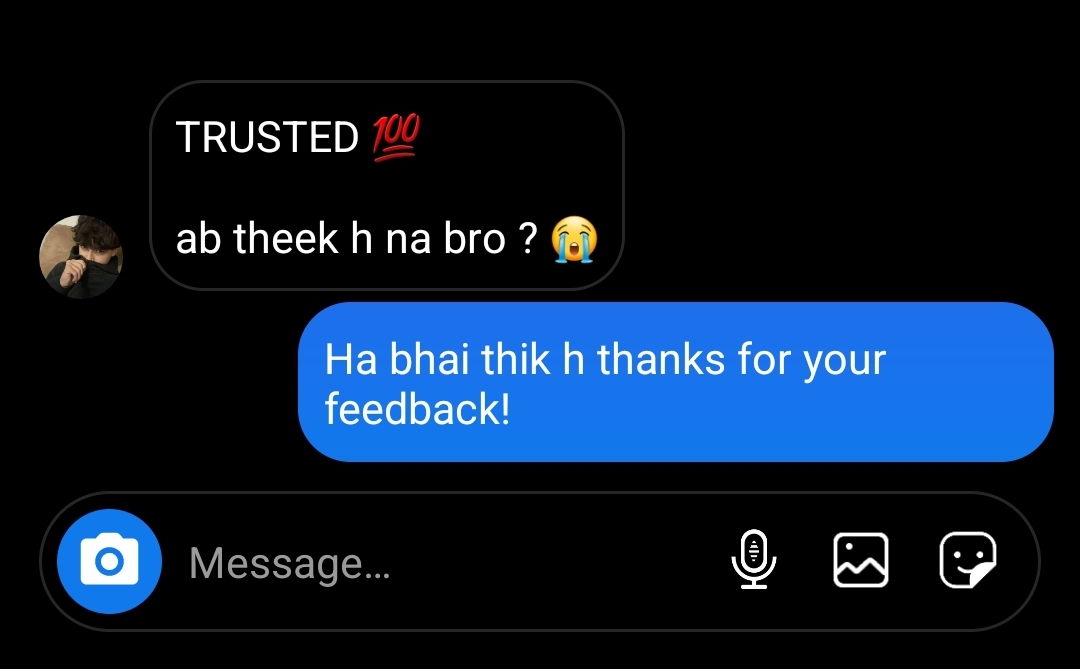 TRUSTED 💯
ab theek h na bro ? 😭
Ha bhai thik h thanks for your
feedback!
Message...